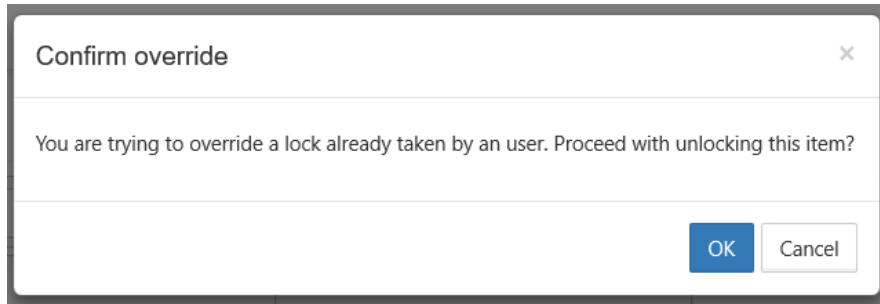 Confirm override
×
You are trying to override a lock already taken by an user. Proceed with unlocking this item?
OK Cancel